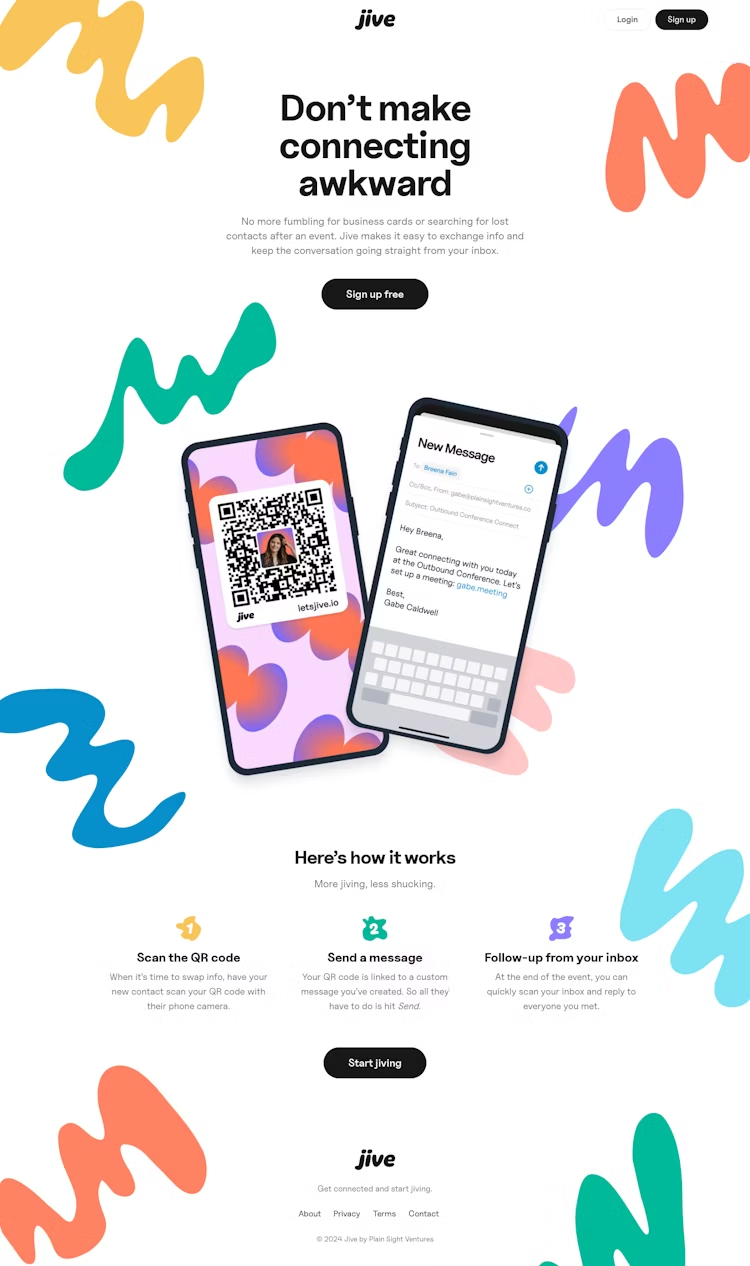 jive
Login
Sign up
Don't make
connecting
awkward
No more fumbling for business cards or searching for lost
contacts after an event. Jive makes it easy to exchange info and
keep the conversation going straight from your inbox.
Sign up free
jive
letsjive.io
New Message
To: Breena Fain
Cc/Bcc, From: gabe@plainsightventures.co
Subject: Outbound Conference Connect
Hey Breena,
Great connecting with you today
at the Outbound Conference. Let's
set up a meeting: gabe.meeting
Best,
Gabe Caldwell
Here's how it works
More jiving, less shucking.
1
Scan the QR code
When it's time to swap info, have your
new contact scan your QR code with
their phone camera.
2
Send a message
Your QR code is linked to a custom
message you've created. So all they
have to do is hit Send.
3
Follow-up from your inbox
At the end of the event, you can
quickly scan your inbox and reply to
everyone you met.
Start jiving
jive
Get connected and start jiving.
About Privacy Terms Contact
© 2024 Jive by Plain Sight Ventures